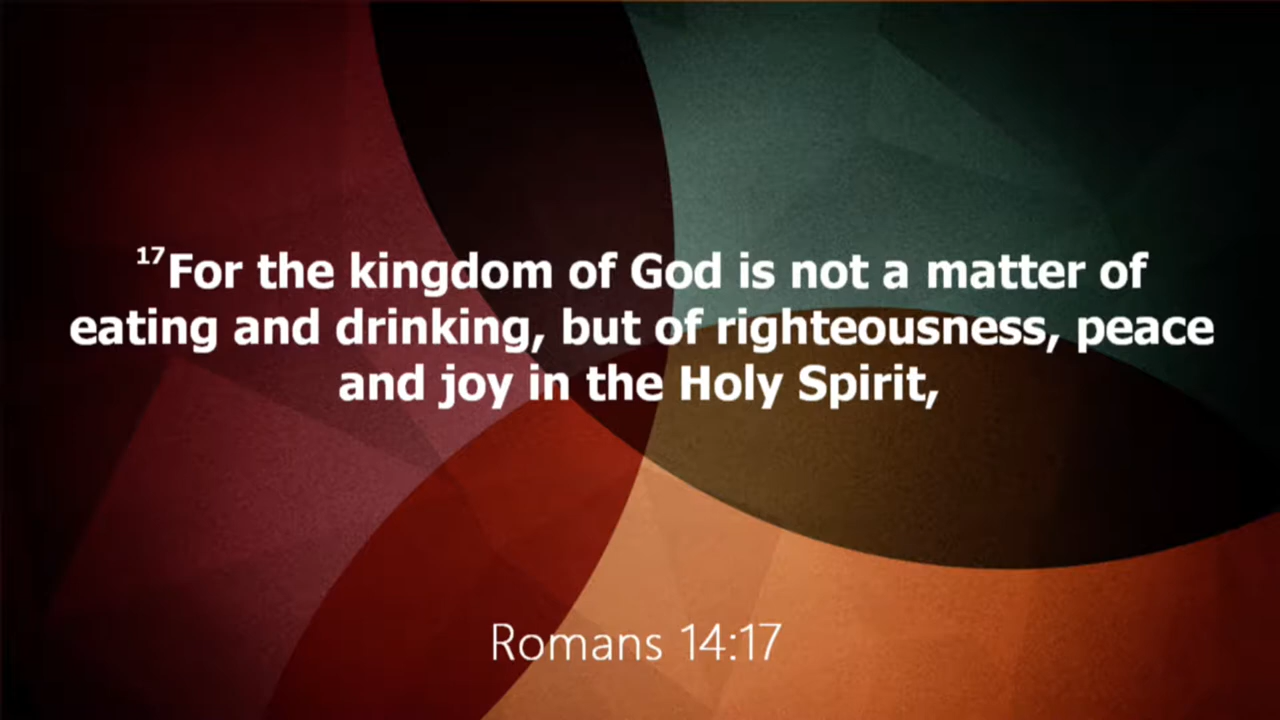 17For the kingdom of God is not a matter of
eating and drinking, but of righteousness, peace
and joy in the Holy Spirit,
Romans 14:17